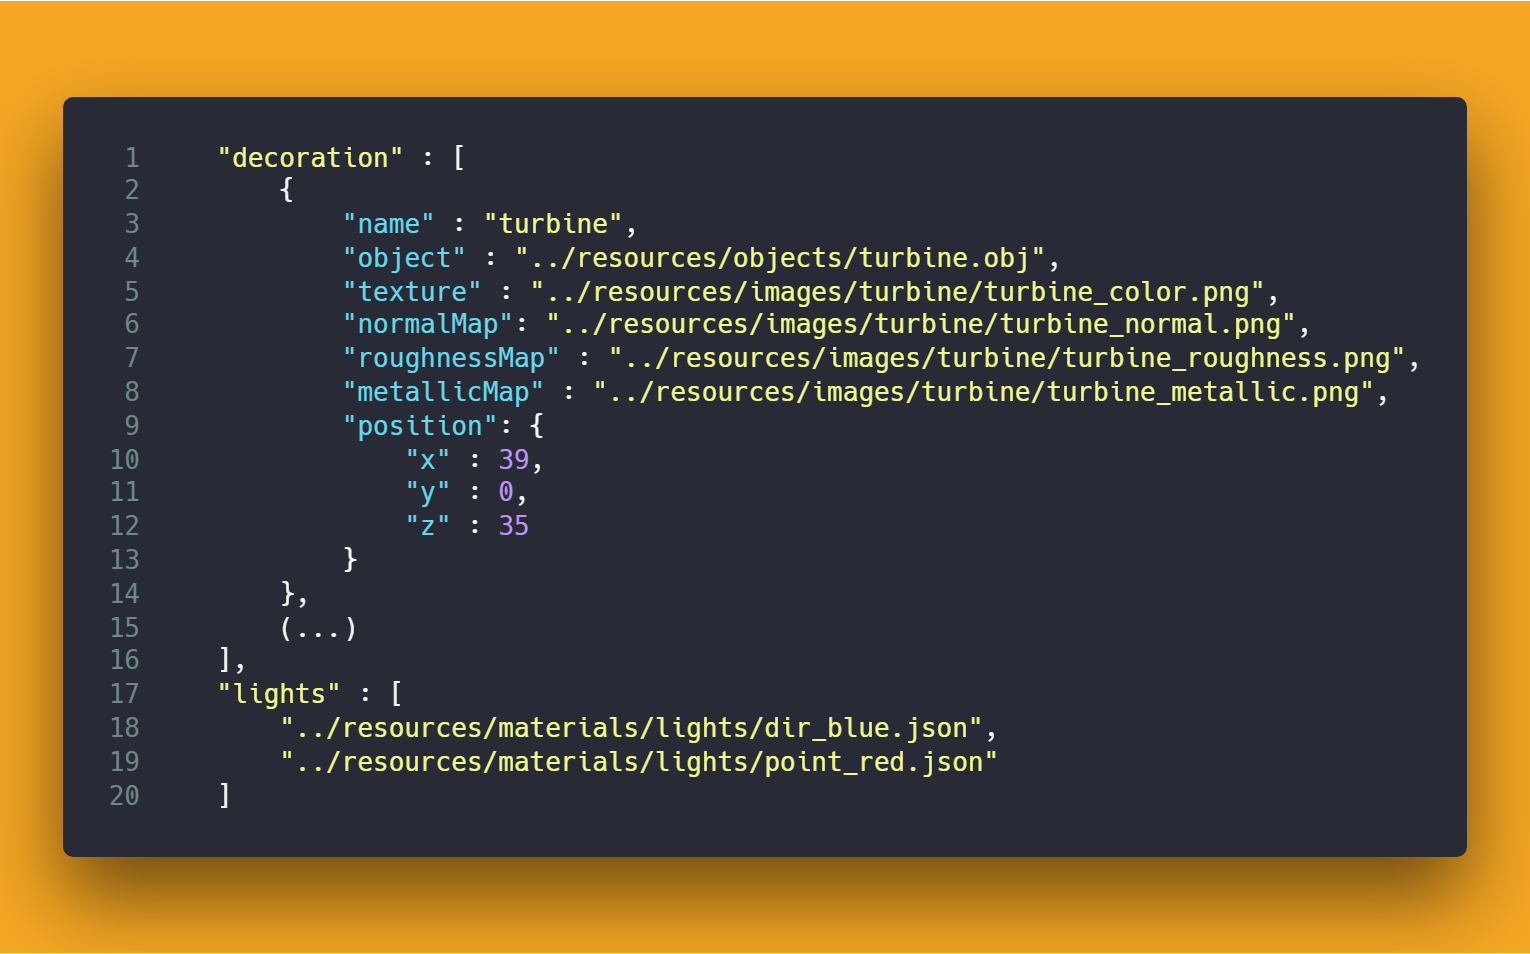 1 "decoration" : [
2 {
3 "name" : "turbine",
4 "object" : "../resources/objects/turbine.obj",
5 "texture" : "../resources/images/turbine/turbine_color.png",
6 "normalMap": "../resources/images/turbine/turbine_normal.png",
7 "roughnessMap" : "../resources/images/turbine/turbine_roughness.png",
8 "metallicMap" : "../resources/images/turbine/turbine_metallic.png",
9 "position": {
10 "x" : 39,
11 "y" : 0,
12 "z" : 35
13 }
14 },
15 (...)
16 ],
17 "lights" : [
18 "../resources/materials/lights/dir_blue.json",
19 "../resources/materials/lights/point_red.json"
20 ]